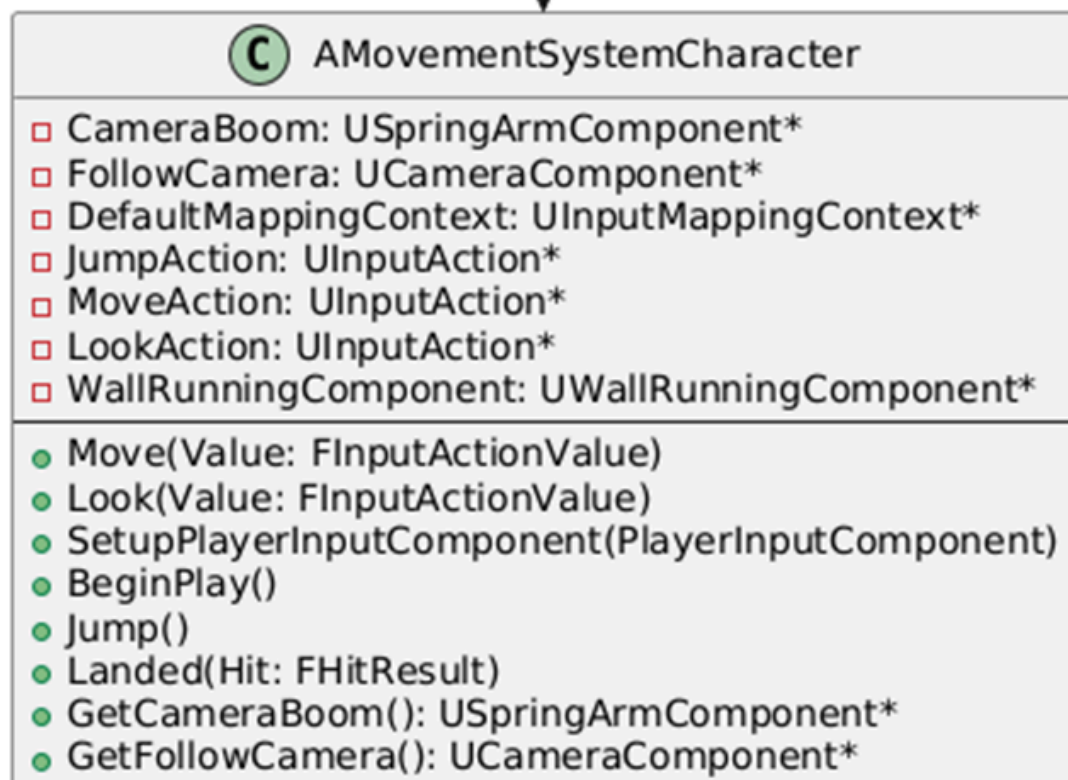 C AMovementSystemCharacter
CameraBoom: USpringArmComponent*
FollowCamera: UCameraComponent*
DefaultMappingContext: UInputMappingContext*
JumpAction: UInputAction*
MoveAction: UInputAction*
LookAction: UInputAction*
WallRunningComponent: UWallRunningComponent*
Move(Value: FInputActionValue)
Look(Value: FInputActionValue)
SetupPlayerInputComponent(PlayerInputComponent)
BeginPlay()
Jump()
Landed(Hit: FHitResult)
GetCameraBoom(): USpringArmComponent*
GetFollowCamera(): UCameraComponent*